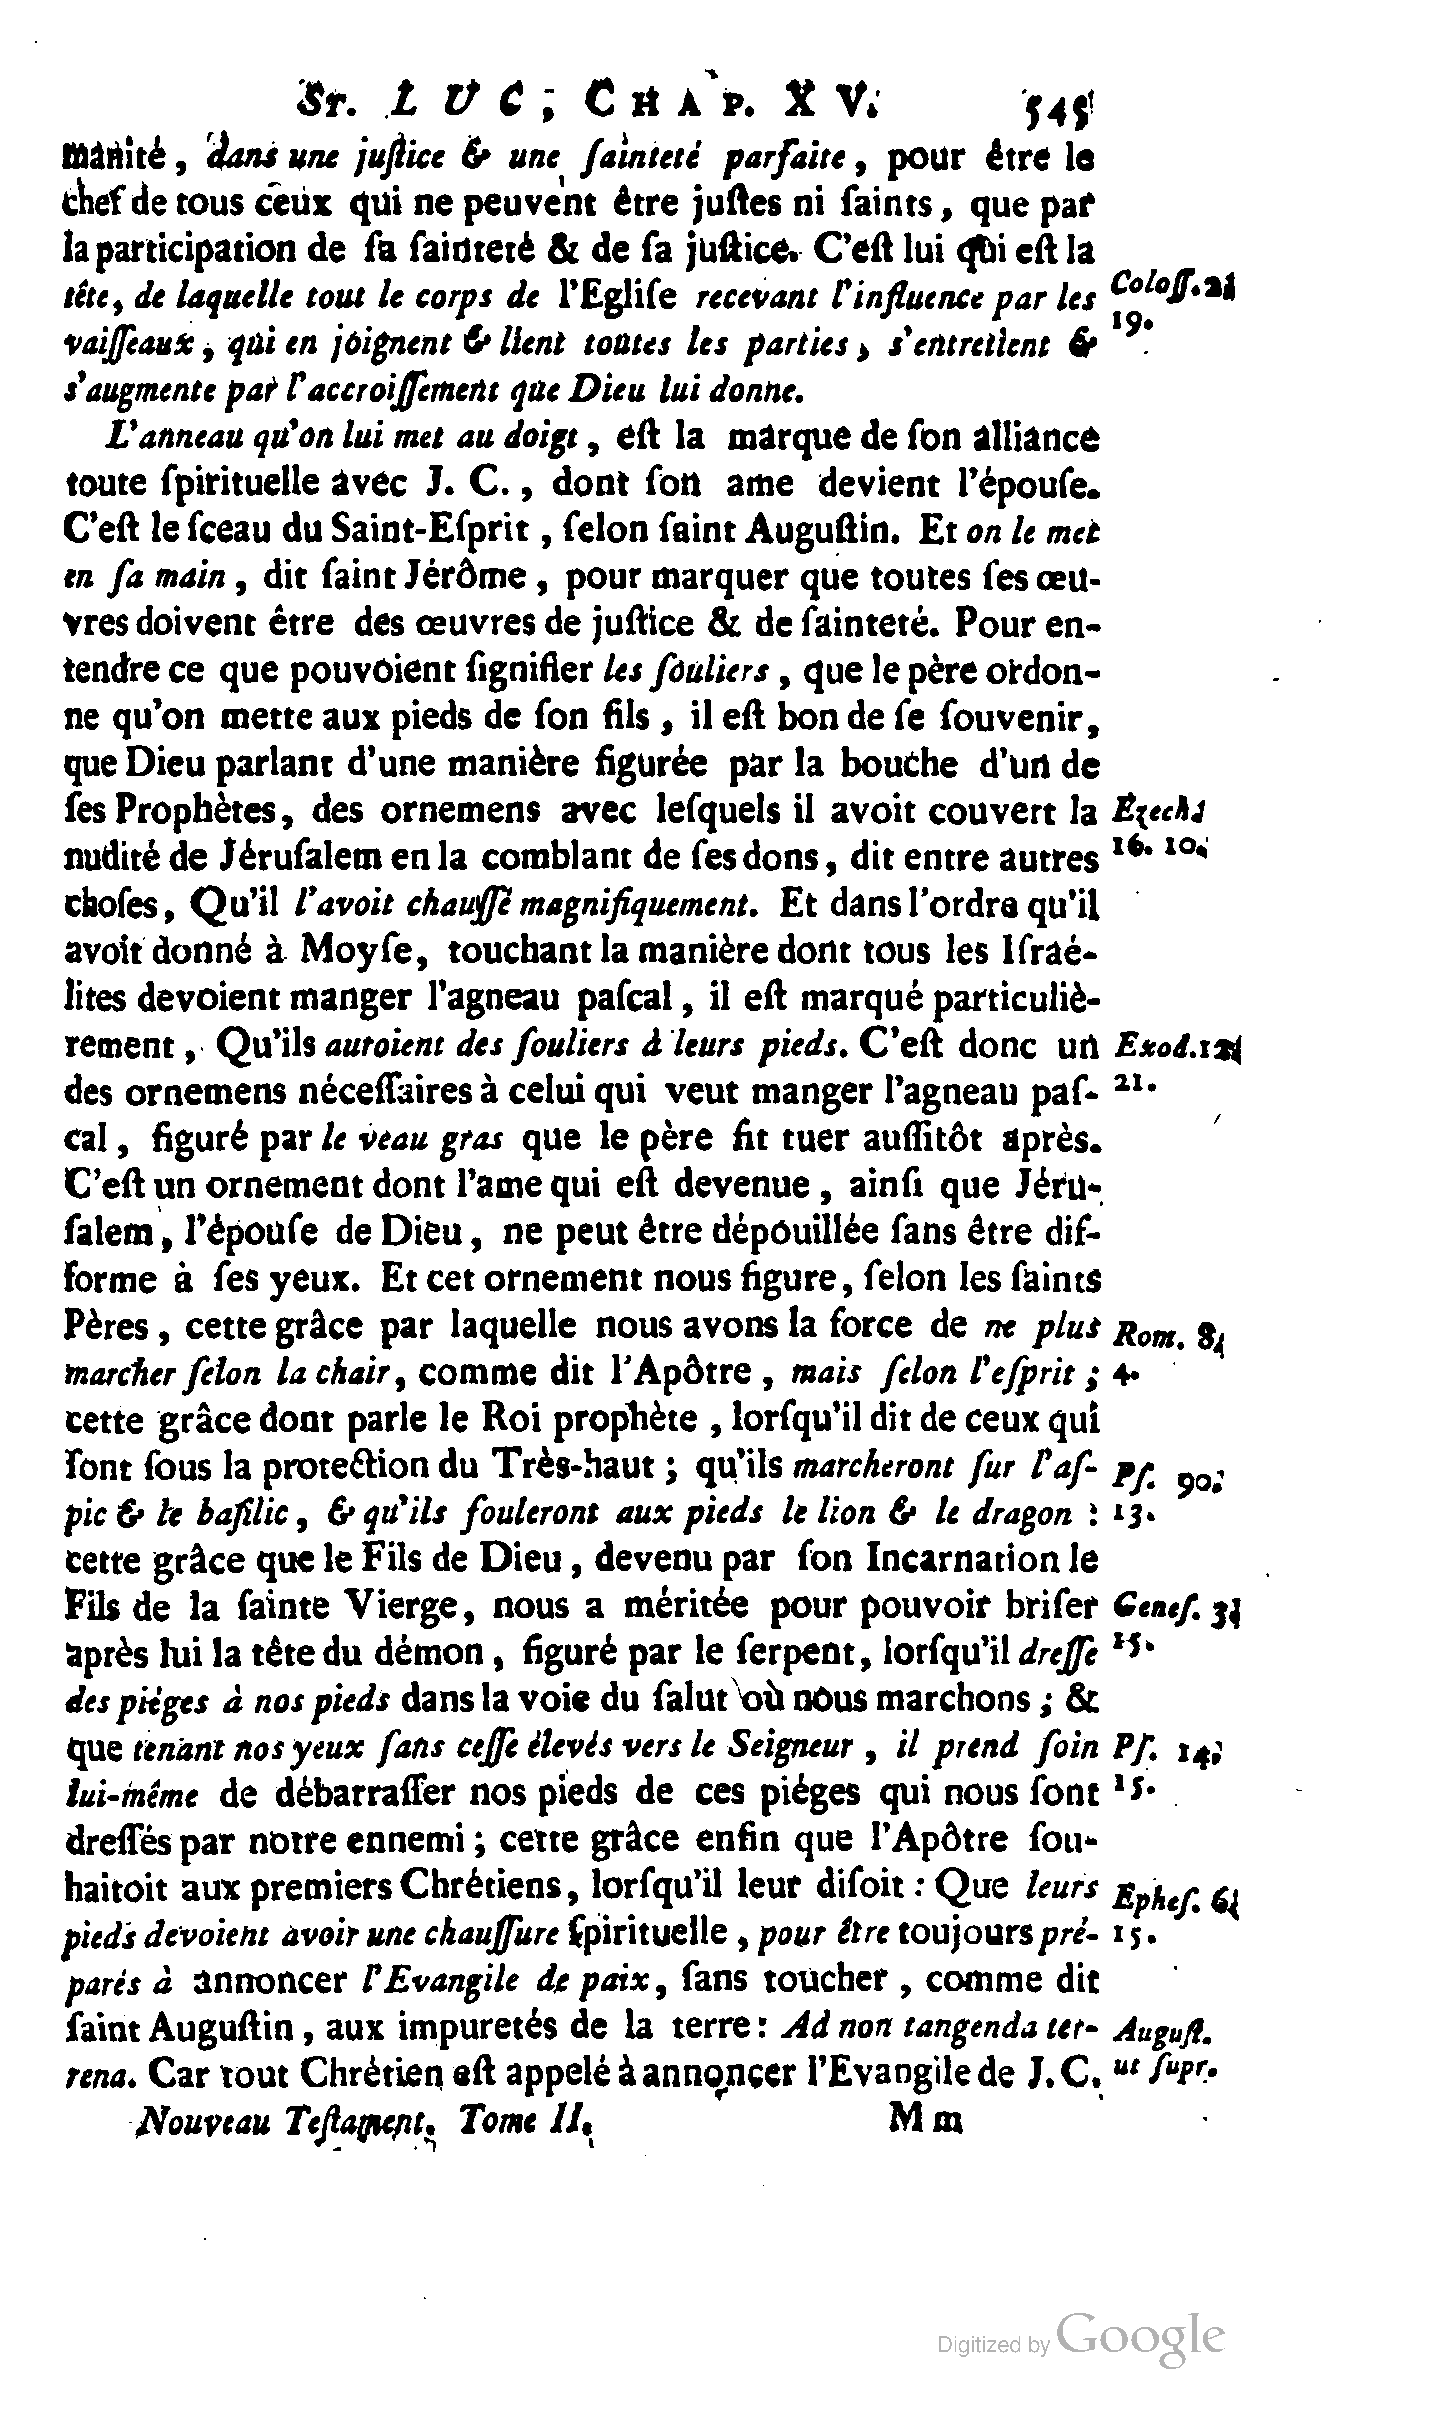 St. LUC, CHAP. XV. 545
manité, dans une juſtice & une ſainteté parfaite, pour être le
chef de tous ceux qui ne peuvent être juſtes ni ſaints, que par
la participation de ſa ſainteté & de ſa juſtice. C'eſt lui qui eſt la
tête, de laquelle tout le corps de l'Egliſe recevant l'influence par les
Coloſſ. 2.
vaiſſeaux, qui en joignent & lient toutes les parties, s'entretient &
19.
s'augmente par l'accroiſſement que Dieu lui donne.
L'anneau qu'on lui met au doigt, eſt la marque de ſon alliance
toute ſpirituelle avec J. C., dont ſon ame devient l'épouſe.
C'eſt le ſceau du Saint-Eſprit, ſelon ſaint Auguſtin. Et on le met
en ſa main, dit ſaint Jérôme, pour marquer que toutes ſes œu-
vres doivent être des œuvres de juſtice & de ſainteté. Pour en-
tendre ce que pouvoient ſignifier les ſouliers, que le père ordon-
ne qu'on mette aux pieds de ſon fils, il eſt bon de ſe ſouvenir,
que Dieu parlant d'une manière figurée par la bouche d'un de
ſes Prophètes, des ornemens avec leſquels il avoit couvert la
Ezech.
nudité de Jéruſalem en la comblant de ſes dons, dit entre autres
16. 10.
choſes, Qu'il l'avoit chauſſé magnifiquement. Et dans l'ordre qu'il
avoit donné à Moyſe, touchant la manière dont tous les Iſraé-
lites devoient manger l'agneau paſcal, il eſt marqué particuliè-
rement, Qu'ils auroient des ſouliers à leurs pieds. C'eſt donc un
Exod. 12.
des ornemens néceſſaires à celui qui veut manger l'agneau paſ-
21.
cal, figuré par le veau gras que le père fit tuer auſſitôt après.
C'eſt un ornement dont l'ame qui eſt devenue, ainſi que Jéru-
ſalem, l'épouſe de Dieu, ne peut être dépouillée ſans être dif-
forme à ſes yeux. Et cet ornement nous figure, ſelon les ſaints
Pères, cette grâce par laquelle nous avons la force de ne plus
Rom. 8.
marcher ſelon la chair, comme dit l'Apôtre, mais ſelon l'eſprit;
4.
cette grâce dont parle le Roi prophète, lorſqu'il dit de ceux qui
ſont ſous la protection du Très-haut; qu'ils marcheront ſur l'aſ-
Pſ. 90.
pic & le baſilic, & qu'ils fouleront aux pieds le lion & le dragon :
13.
cette grâce que le Fils de Dieu, devenu par ſon Incarnation le
Fils de la ſainte Vierge, nous a méritée pour pouvoir briſer
Geneſ. 3.
après lui la tête du démon, figuré par le ſerpent, lorſqu'il dreſſe
15.
des piéges à nos pieds dans la voie du ſalut où nous marchons; &
que tenant nos yeux ſans ceſſe élevés vers le Seigneur, il prend ſoin
Pſ. 14.
lui-même de débarraſſer nos pieds de ces piéges qui nous ſont
15.
dreſſés par notre ennemi; cette grâce enfin que l'Apôtre ſou-
haitoit aux premiers Chrétiens, lorſqu'il leur diſoit : Que leurs
Epheſ. 6.
pieds devoient avoir une chauſſure ſpirituelle, pour être toujours pré-
15.
parés à annoncer l'Evangile de paix, ſans toucher, comme dit
ſaint Auguſtin, aux impuretés de la terre: Ad non tangenda ter-
Auguſt.
rena. Car tout Chrétien eſt appelé à annoncer l'Evangile de J. C.
ut ſupr.
Nouveau Teſtament. Tome II. M m
Digitized by Google